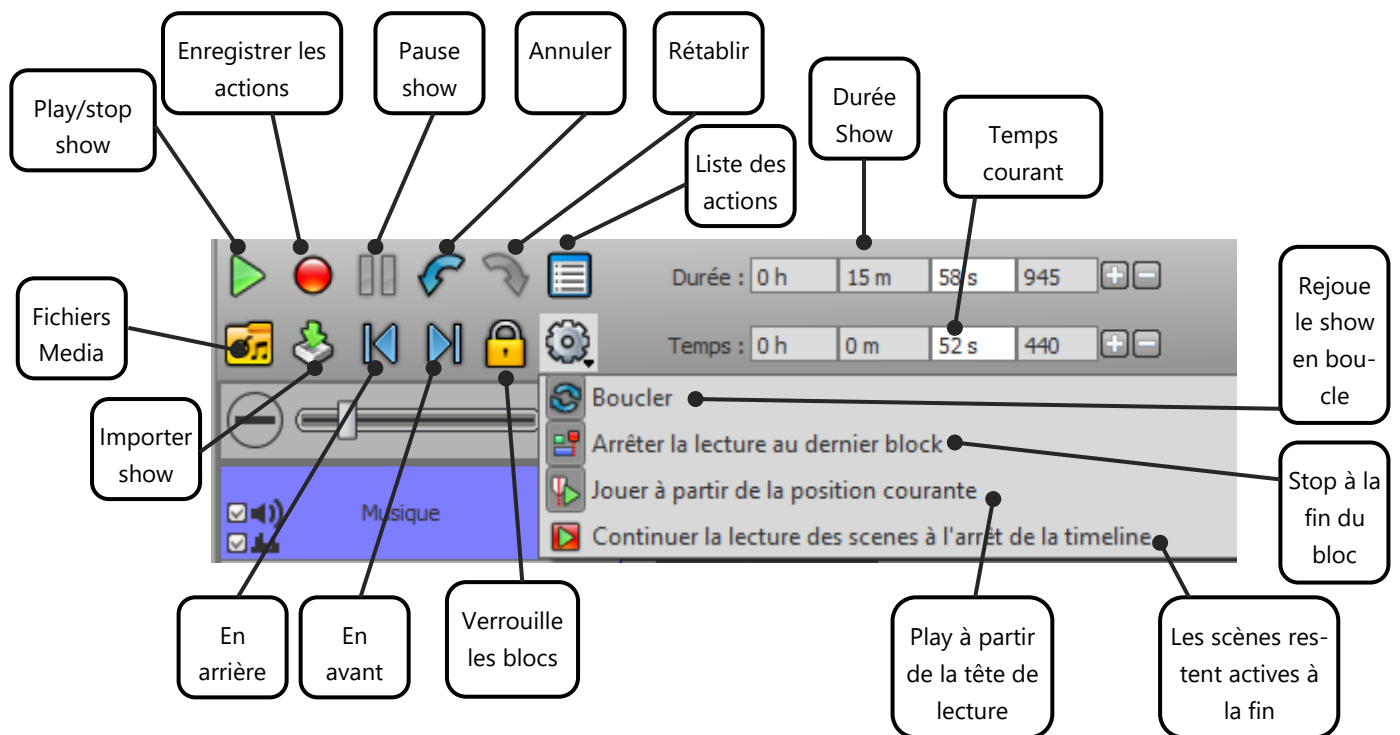 Enregistrer les
actions
Pause
show
Annuler
Rétablir
Play/stop
show
Durée
Show
Temps
courant
Liste des
actions
Durée : 0 h 15 m 58 s 945
Rejoue
le show
en bou-
cle
Fichiers
Media
Temps : 0 h 0 m 52 s 440
Boucler
Importer
show
Arrêter la lecture au dernier block
Stop à la
fin du
bloc
Jouer à partir de la position courante
Musique
Continuer la lecture des scenes à l'arrêt de la timeline
En
arrière
En
avant
Verrouille
les blocs
Play à partir
de la tête de
lecture
Les scènes res-
tent actives à
la fin